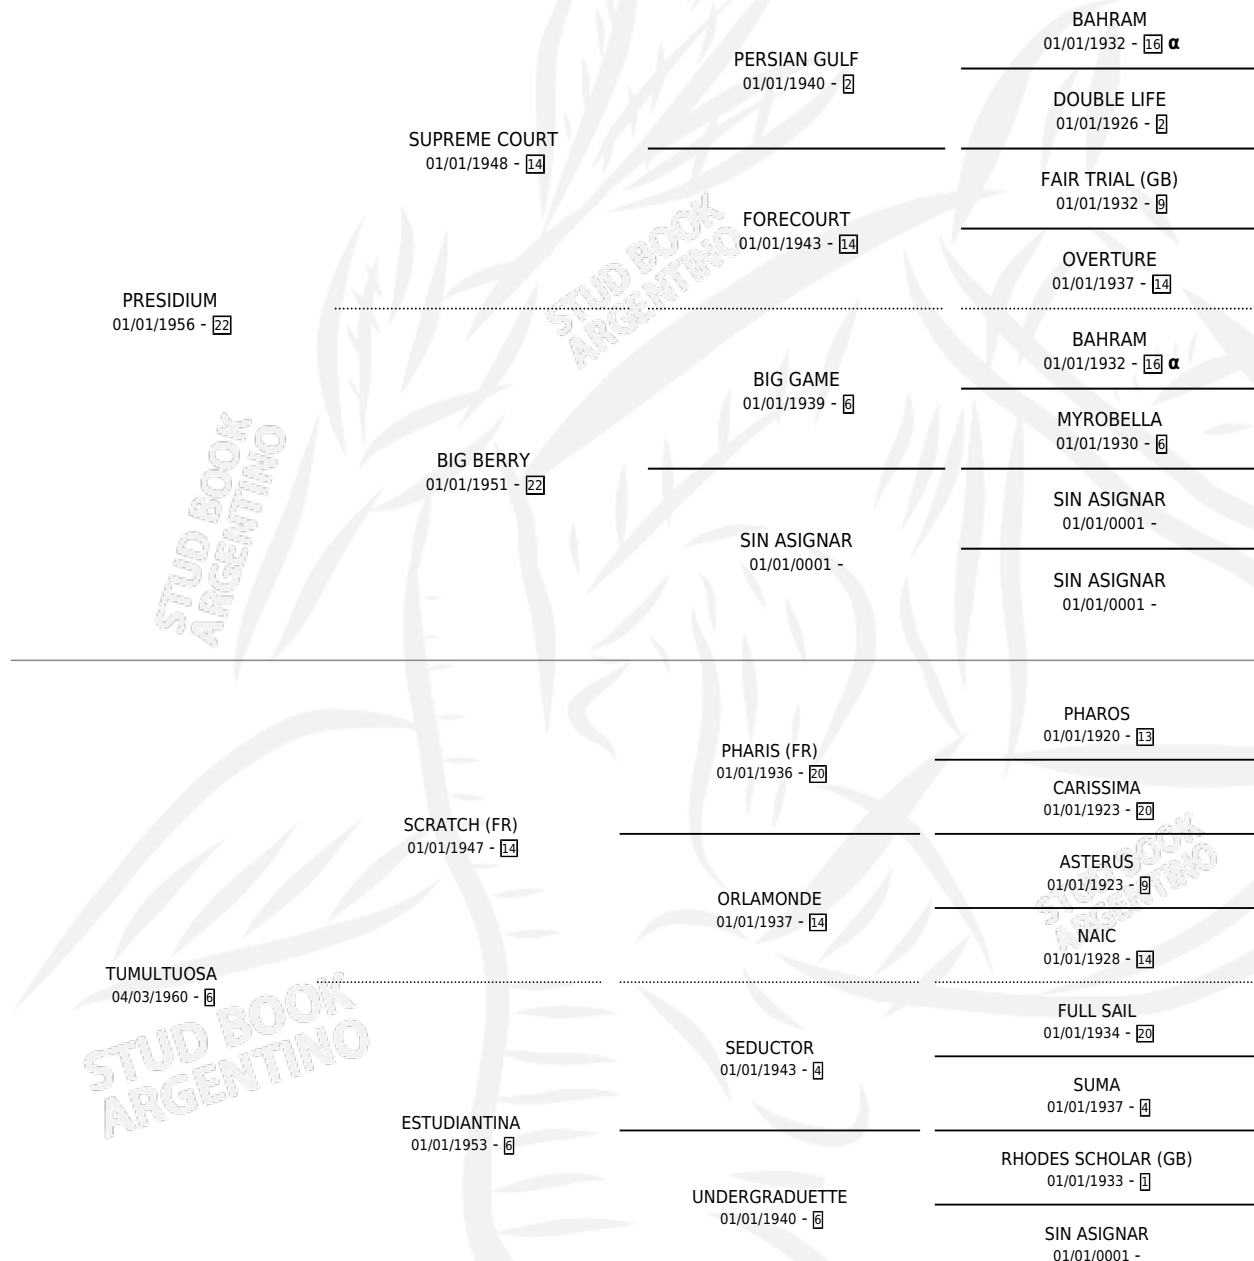 BAHRAM
01/01/1932 - 16 α
PERSIAN GULF
01/01/1940 - 2
DOUBLE LIFE
01/01/1926 - 2
SUPREME COURT
01/01/1948 - 14
FAIR TRIAL (GB)
01/01/1932 - 9
FORECOURT
01/01/1943 - 14
OVERTURE
01/01/1937 - 14
PRESIDIUM
01/01/1956 - 22
BAHRAM
01/01/1932 - 16 α
BIG GAME
01/01/1939 - 6
MYROBELLA
01/01/1930 - 6
BIG BERRY
01/01/1951 - 22
SIN ASIGNAR
01/01/0001 -
SIN ASIGNAR
01/01/0001 -
SIN ASIGNAR
01/01/0001 -
PHAROS
01/01/1920 - 13
PHARIS (FR)
01/01/1936 - 20
CARISSIMA
01/01/1923 - 20
SCRATCH (FR)
01/01/1947 - 14
ASTERUS
01/01/1923 - 9
ORLAMONDE
01/01/1937 - 14
NAIC
01/01/1928 - 14
TUMULTUOSA
04/03/1960 - 6
FULL SAIL
01/01/1934 - 20
SEDUCTOR
01/01/1943 - 4
SUMA
01/01/1937 - 4
ESTUDIANTINA
01/01/1953 - 6
RHODES SCHOLAR (GB)
01/01/1933 - 1
UNDERGRADUETTE
01/01/1940 - 6
SIN ASIGNAR
01/01/0001 -
STUD BOOK
ARGENTINO
STUD BOOK
ARGENTINO
STUD BOOK
ARGENTINO
STUD BOOK
ARGENTINO